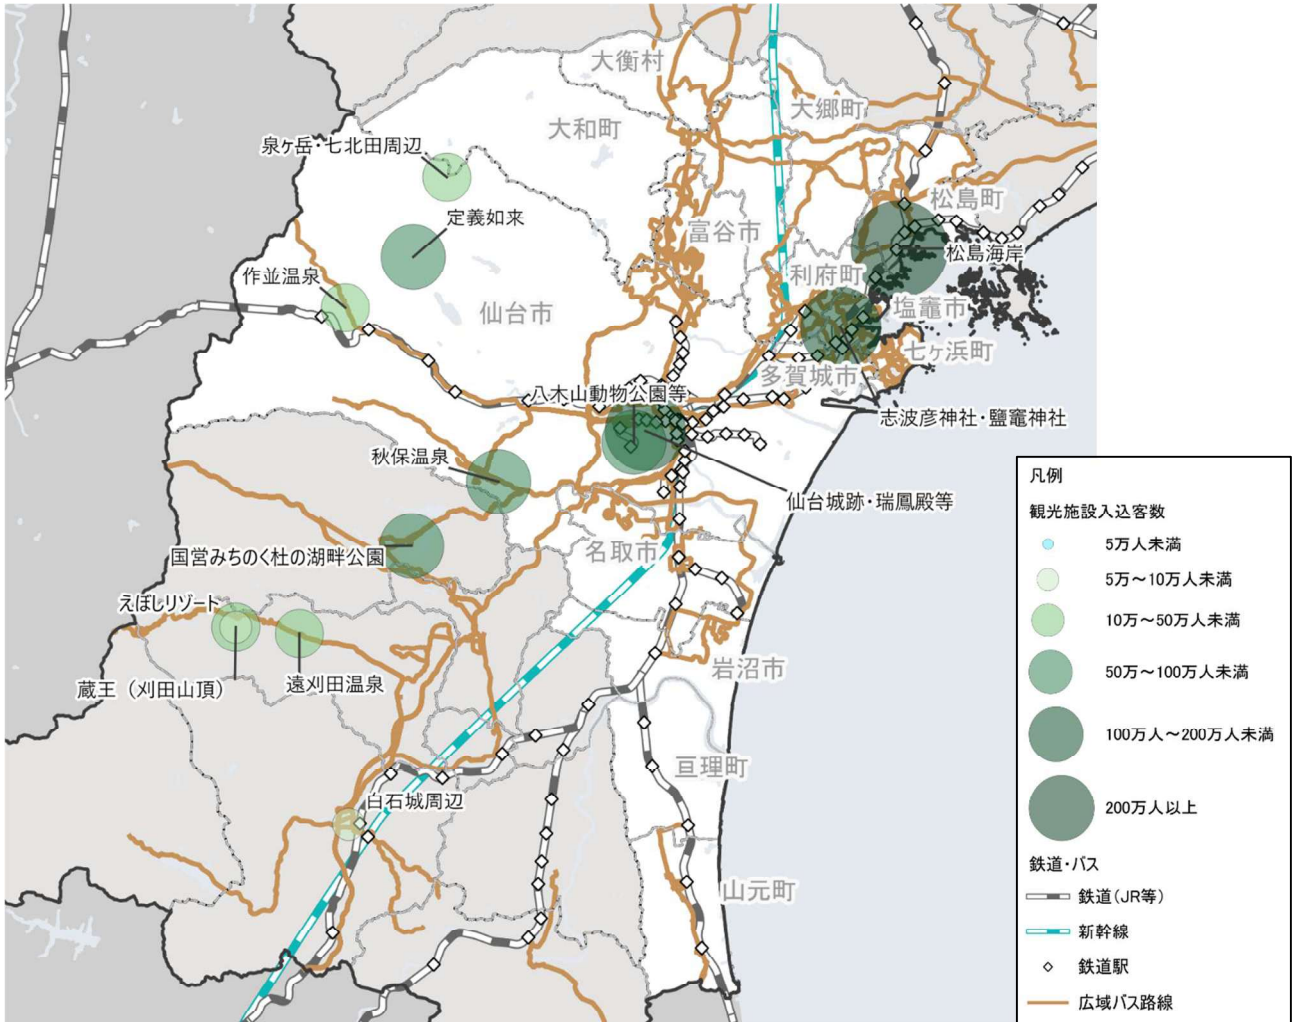 大衡村
大郷町
大和町
泉ヶ岳・七北田周辺
松島町
定義如来
富谷市
松島海岸
利府町
作並温泉
塩竈市
仙台市
七ヶ浜町
多賀城市
八木山動物公園等
志波彦神社・鹽竈神社
秋保温泉
仙台城跡・瑞鳳殿等
国営みちのく杜の湖畔公園
名取市
えぼしリゾート
岩沼市
蔵王（刈田山頂）
遠刈田温泉
亘理町
白石城周辺
山元町
凡例
観光施設入込客数
5万人未満
5万～10万人未満
10万～50万人未満
50万～100万人未満
100万人～200万人未満
200万人以上
鉄道・バス
鉄道（JR等）
新幹線
鉄道駅
広域バス路線